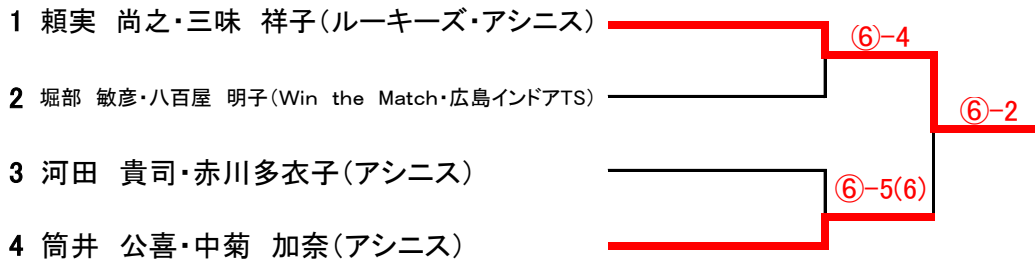 1 頼実 尚之・三味 祥子(ルーキーズ・アシニス)
⑥-4
2 堀部 敏彦・八百屋 明子(Win the Match・広島インドアTS)
⑥-2
3 河田 貴司・赤川多衣子(アシニス)
⑥-5(6)
4 筒井 公喜・中菊 加奈(アシニス)